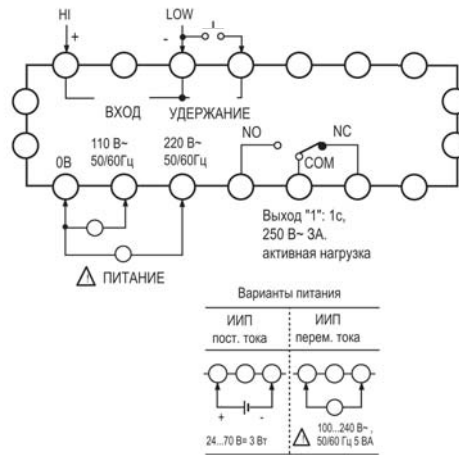 HI
LOW
+
-
ВХОД
УДЕРЖАНИЕ
110 В~
50/60Гц
220 В~
50/60Гц
0В
NO
NC
COM
Выход "1": 1с,
250 В~ 3А.
активная нагрузка
ПИТАНИЕ
Варианты питания
ИИП
пост. тока
ИИП
перем. тока
+
-
24...70 В= 3 Вт
100...240 В~ ,
50/60 Гц 5 ВА